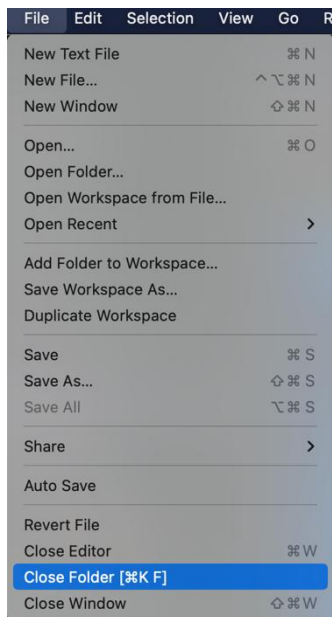 File Edit Selection View Go
New Text File ⌘ N
New File... ^ ⌥ ⌘ N
New Window ⇧ ⌘ N
Open... ⌘ O
Open Folder...
Open Workspace from File...
Open Recent >
Add Folder to Workspace...
Save Workspace As...
Duplicate Workspace
Save ⌘ S
Save As... ⇧ ⌘ S
Save All ⌥ ⌘ S
Share >
Auto Save
Revert File
Close Editor ⌘ W
Close Folder [⌘K F]
Close Window ⇧ ⌘ W